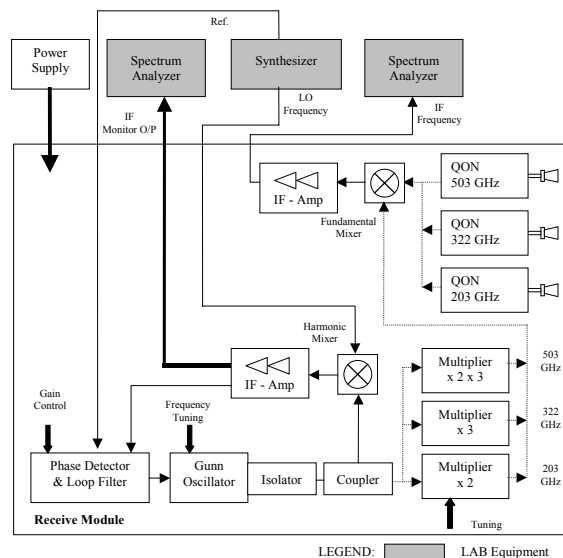 Ref.
Power
Supply
Spectrum
Analyzer
Synthesizer
Spectrum
Analyzer
IF
Monitor O/P
LO
Frequency
IF
Frequency
IF - Amp
Fundamental
Mixer
QON
503 GHz
QON
322 GHz
QON
203 GHz
Harmonic
Mixer
IF - Amp
Gain
Control
Frequency
Tuning
Multiplier
x 2 x 3
503
GHz
Multiplier
x 3
322
GHz
Phase Detector
& Loop Filter
Gunn
Oscillator
Isolator
Coupler
Multiplier
x 2
203
GHz
Receive Module
Tuning
LEGEND:
LAB Equipment